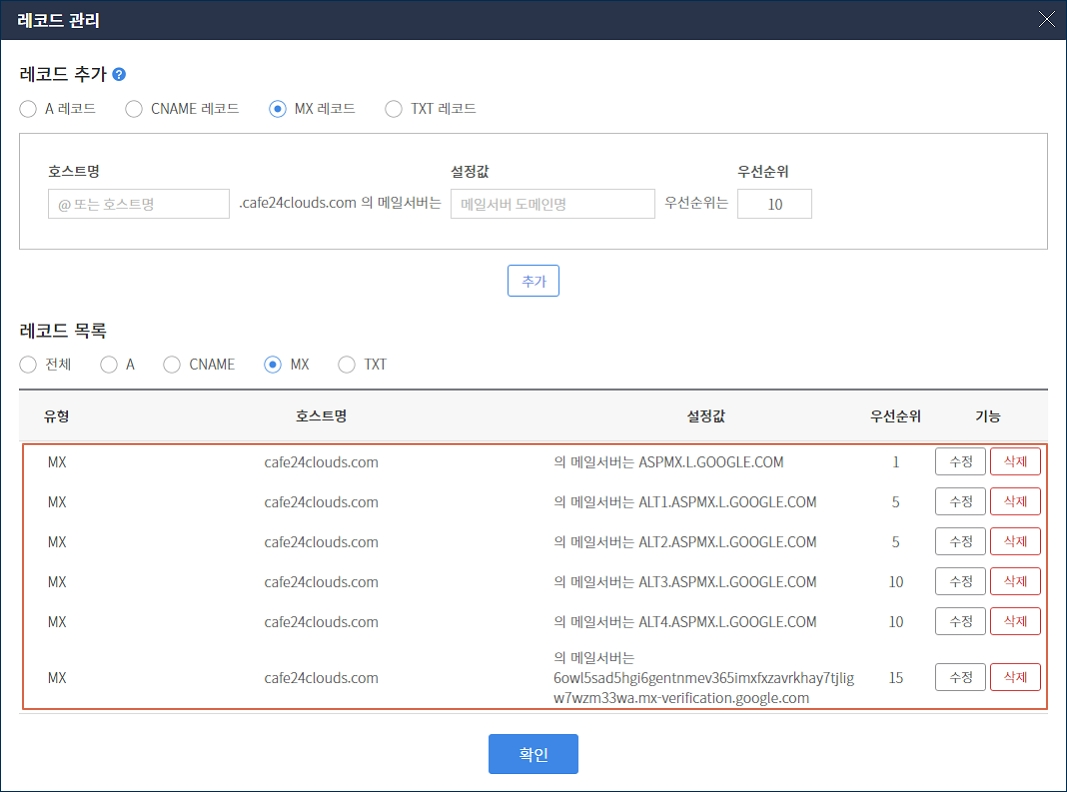 레코드 관리
레코드 추가 ?
A 레코드 CNAME 레코드 MX 레코드 TXT 레코드
호스트명 설정값 우선순위
@ 또는 호스트명 .cafe24clouds.com 의 메일서버는 메일서버 도메인명 우선순위는 10
추가
레코드 목록
전체 A CNAME MX TXT
유형 호스트명 설정값 우선순위 기능
MX cafe24clouds.com 의 메일서버는 ASPMX.L.GOOGLE.COM 1 수정 삭제
MX cafe24clouds.com 의 메일서버는 ALT1.ASPMX.L.GOOGLE.COM 5 수정 삭제
MX cafe24clouds.com 의 메일서버는 ALT2.ASPMX.L.GOOGLE.COM 5 수정 삭제
MX cafe24clouds.com 의 메일서버는 ALT3.ASPMX.L.GOOGLE.COM 10 수정 삭제
MX cafe24clouds.com 의 메일서버는 ALT4.ASPMX.L.GOOGLE.COM 10 수정 삭제
의 메일서버는
MX cafe24clouds.com 6owl5sad5hgi6gentnmev365imxfxzavrkhay7tjlig 15 수정 삭제
w7wzm33wa.mx-verification.google.com
확인